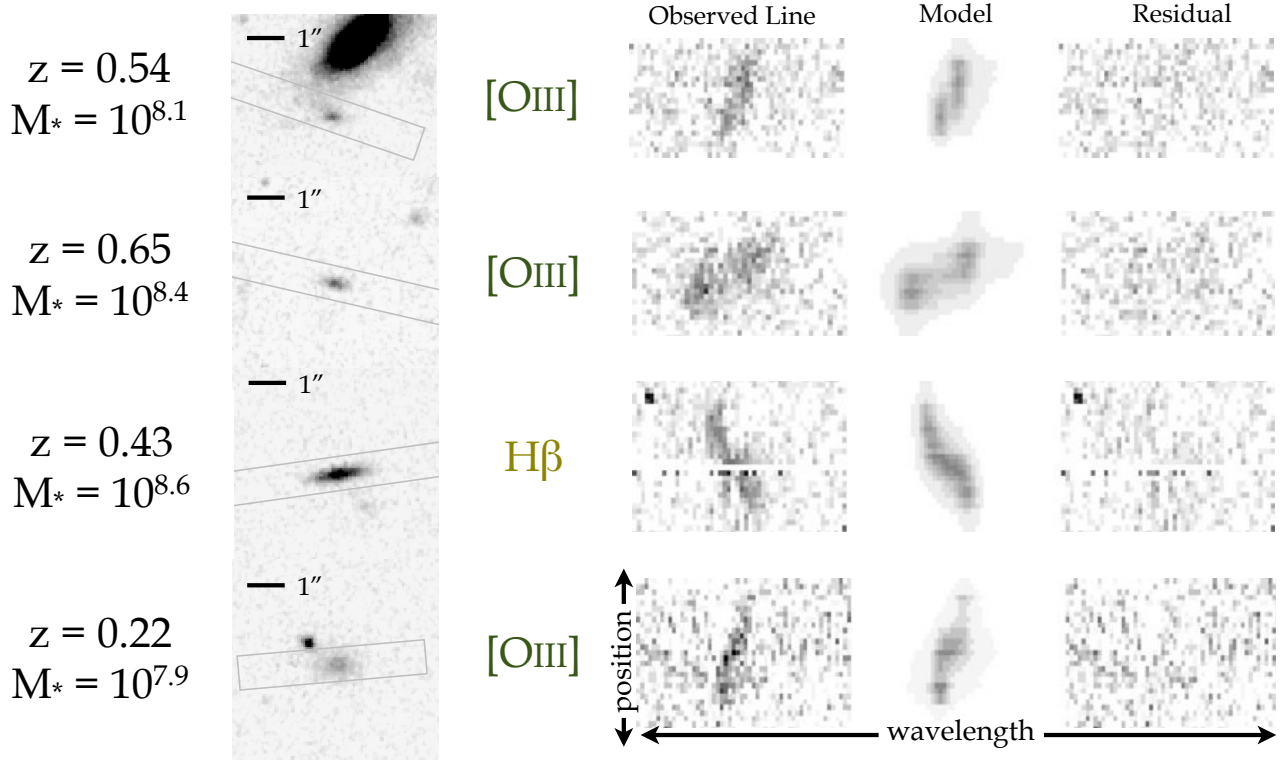 Observed Line Model Residual
z = 0.54
M* = 10^8.1
1″
[OIII]
z = 0.65
M* = 10^8.4
1″
[OIII]
z = 0.43
M* = 10^8.6
1″
Hβ
z = 0.22
M* = 10^7.9
1″
[OIII]
position
wavelength